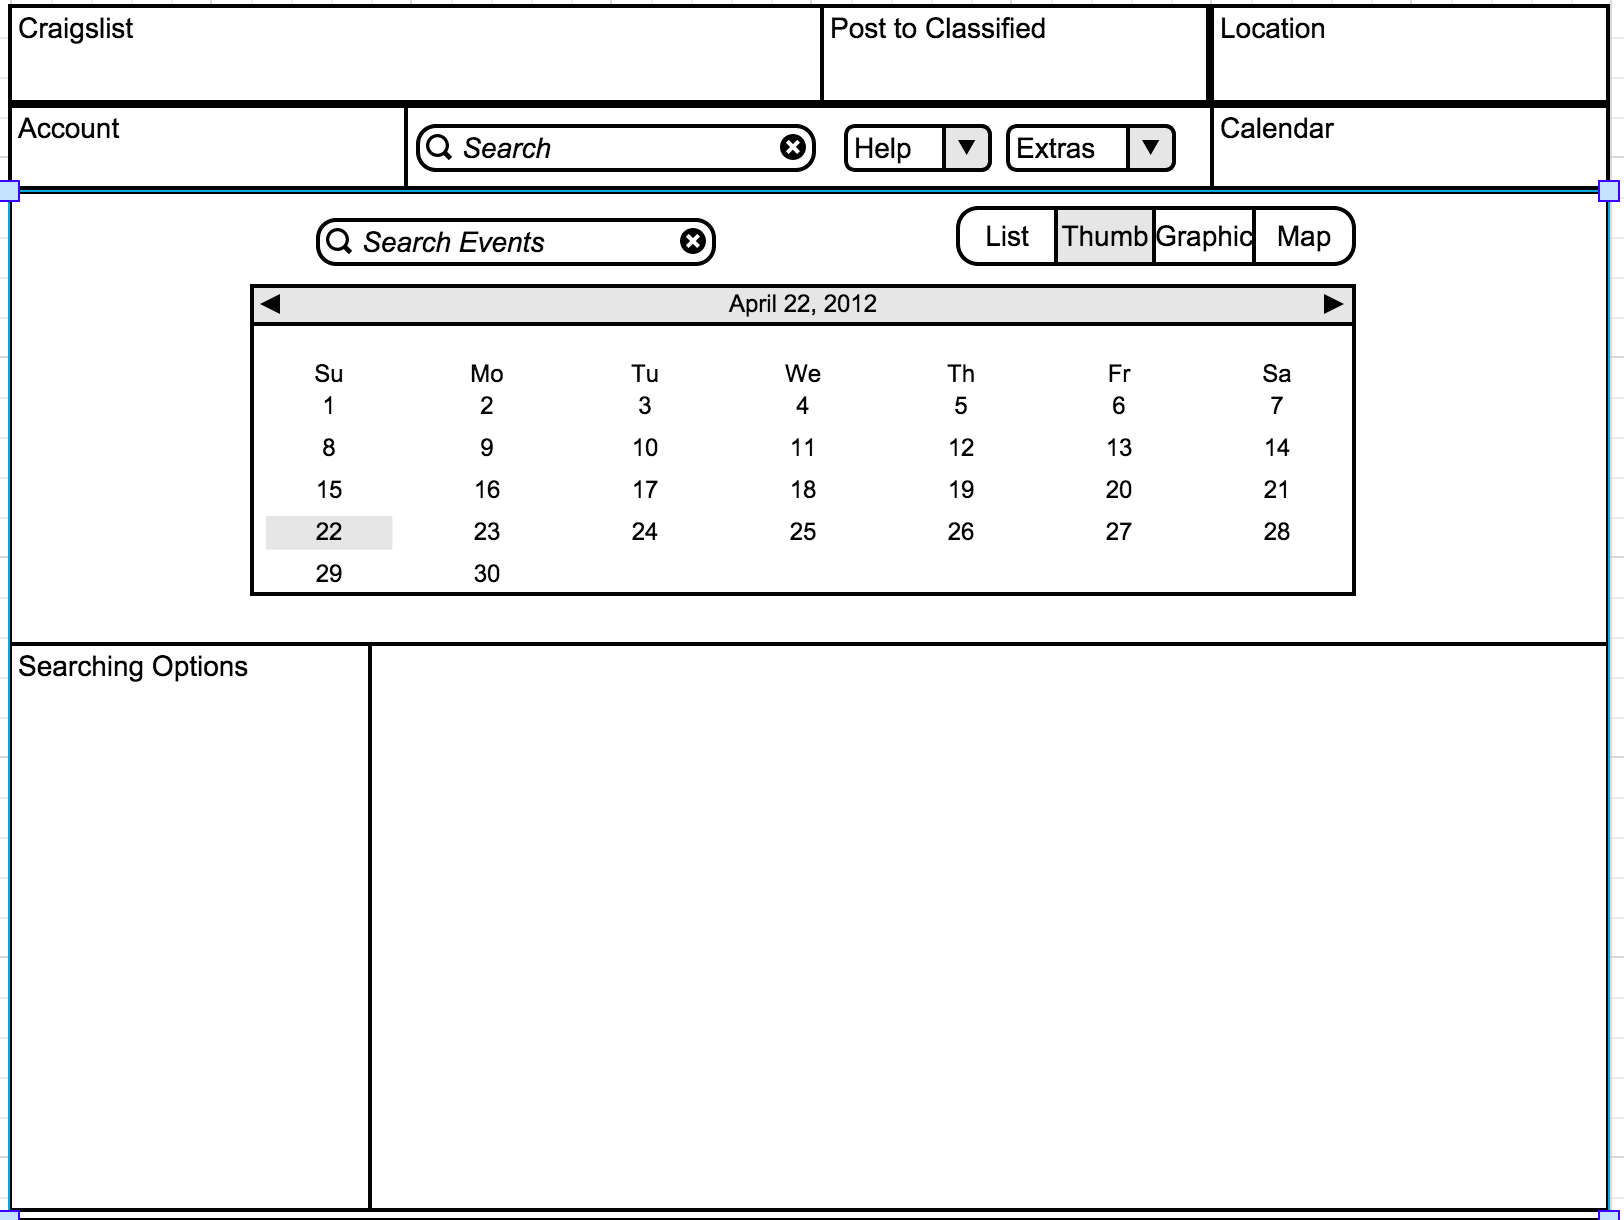 Craigslist
Post to Classified
Location
Account
Search
Help
Extras
Calendar
Search Events
List Thumb Graphic Map
April 22, 2012
Su Mo Tu We Th Fr Sa
1 2 3 4 5 6 7
8 9 10 11 12 13 14
15 16 17 18 19 20 21
22 23 24 25 26 27 28
29 30
Searching Options